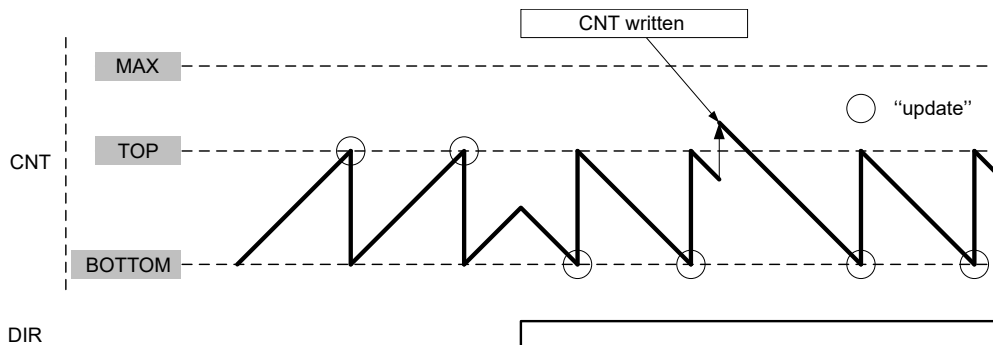 CNT written
MAX
‘‘update’’
CNT
TOP
BOTTOM
DIR